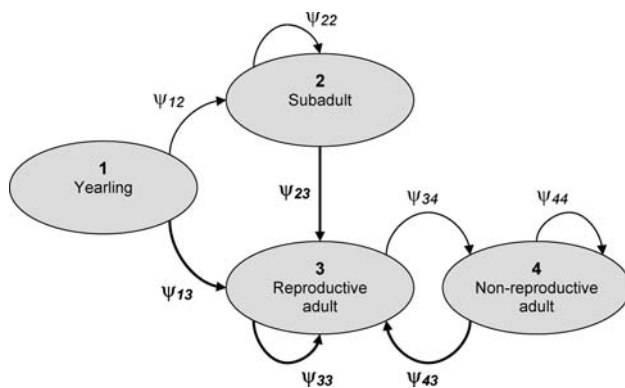 ψ22
2
Subadult
ψ12
1
Yearling
ψ23
ψ34
ψ44
3
Reproductive
adult
4
Non-reproductive
adult
ψ13
ψ33
ψ43